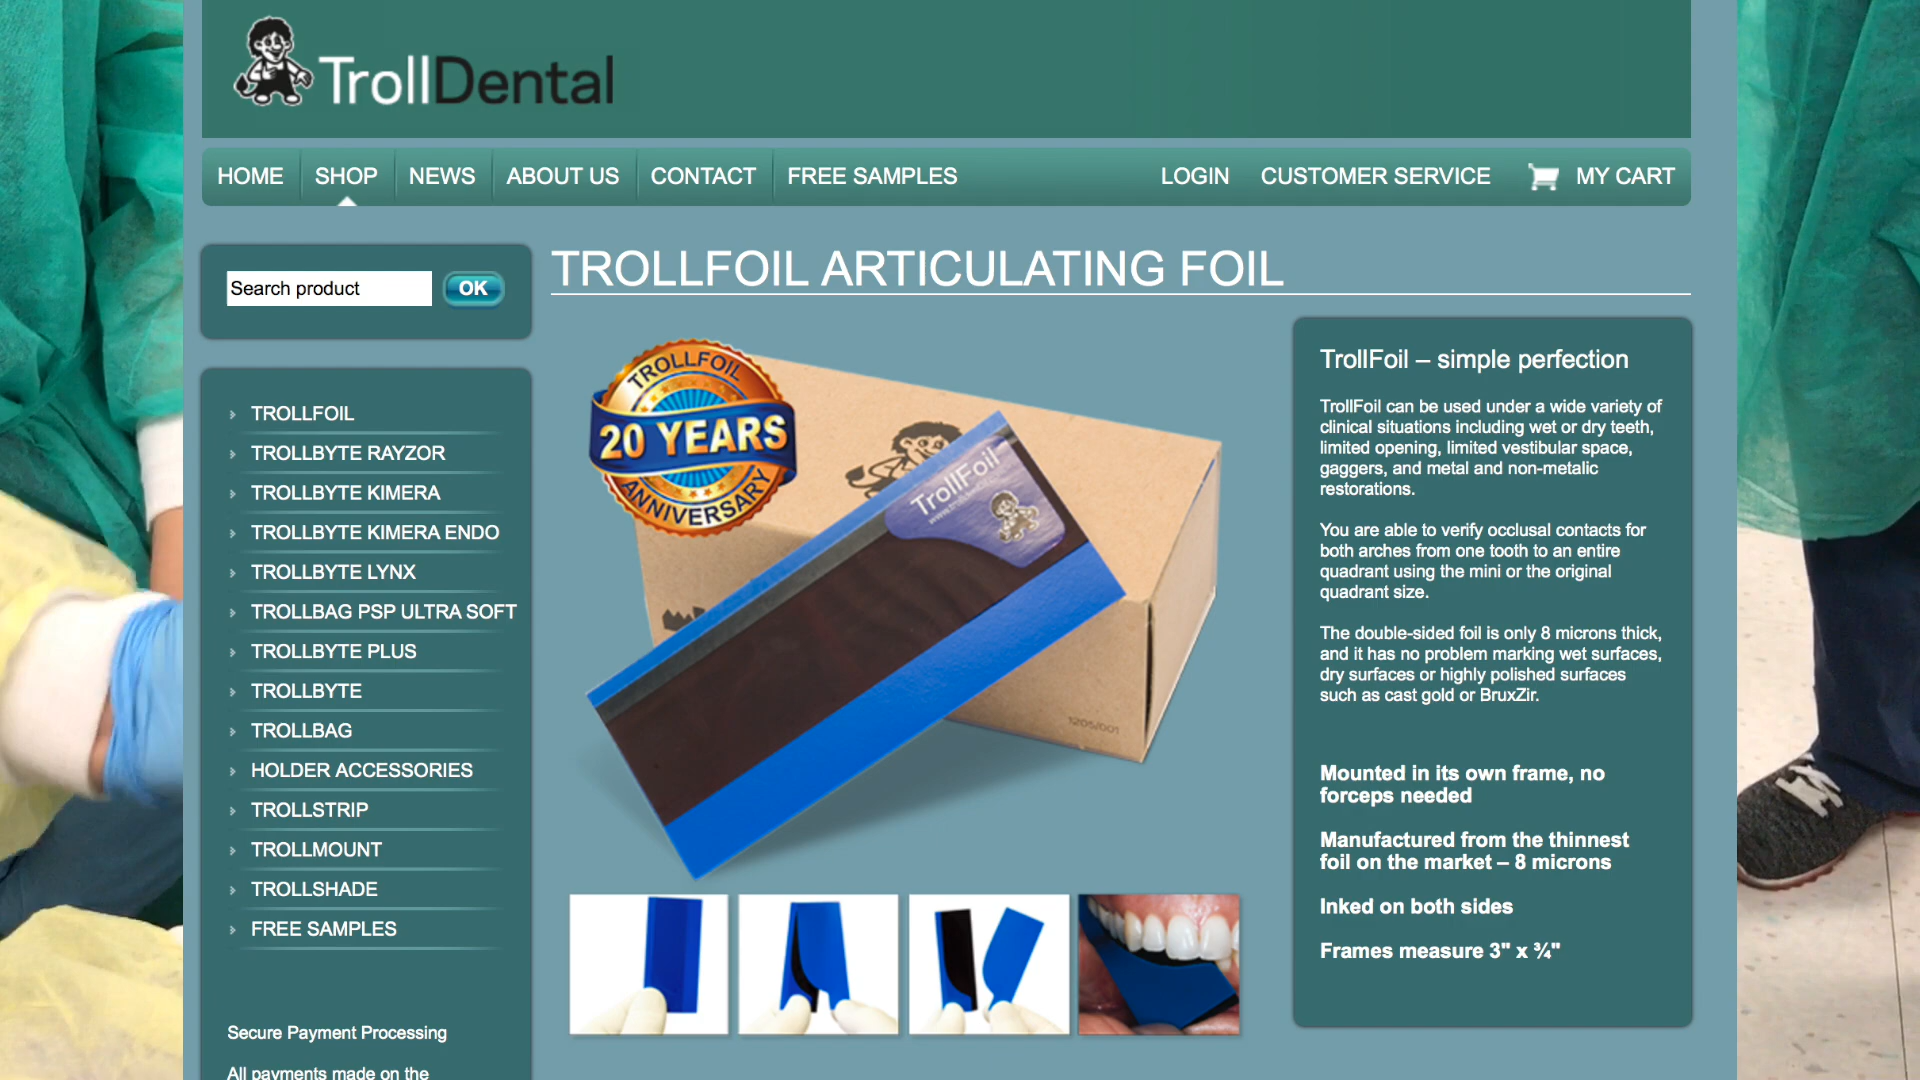 TrollDental
HOME
SHOP
NEWS
ABOUT US
CONTACT
FREE SAMPLES
LOGIN
CUSTOMER SERVICE
MY CART
Search product
OK
TROLLFOIL
TROLLBYTE RAYZOR
TROLLBYTE KIMERA
TROLLBYTE KIMERA ENDO
TROLLBYTE LYNX
TROLLBAG PSP ULTRA SOFT
TROLLBYTE PLUS
TROLLBYTE
TROLLBAG
HOLDER ACCESSORIES
TROLLSTRIP
TROLLMOUNT
TROLLSHADE
FREE SAMPLES
Secure Payment Processing
All payments made on the
TROLLFOIL ARTICULATING FOIL
TROLLFOIL
20 YEARS
ANNIVERSARY
TrollFoil
1205/001
TrollFoil – simple perfection
TrollFoil can be used under a wide variety of
clinical situations including wet or dry teeth,
limited opening, limited vestibular space,
gaggers, and metal and non-metalic
restorations.
You are able to verify occlusal contacts for
both arches from one tooth to an entire
quadrant using the mini or the original
quadrant size.
The double-sided foil is only 8 microns thick,
and it has no problem marking wet surfaces,
dry surfaces or highly polished surfaces
such as cast gold or BruxZir.
Mounted in its own frame, no
forceps needed
Manufactured from the thinnest
foil on the market – 8 microns
Inked on both sides
Frames measure 3" x ¾"